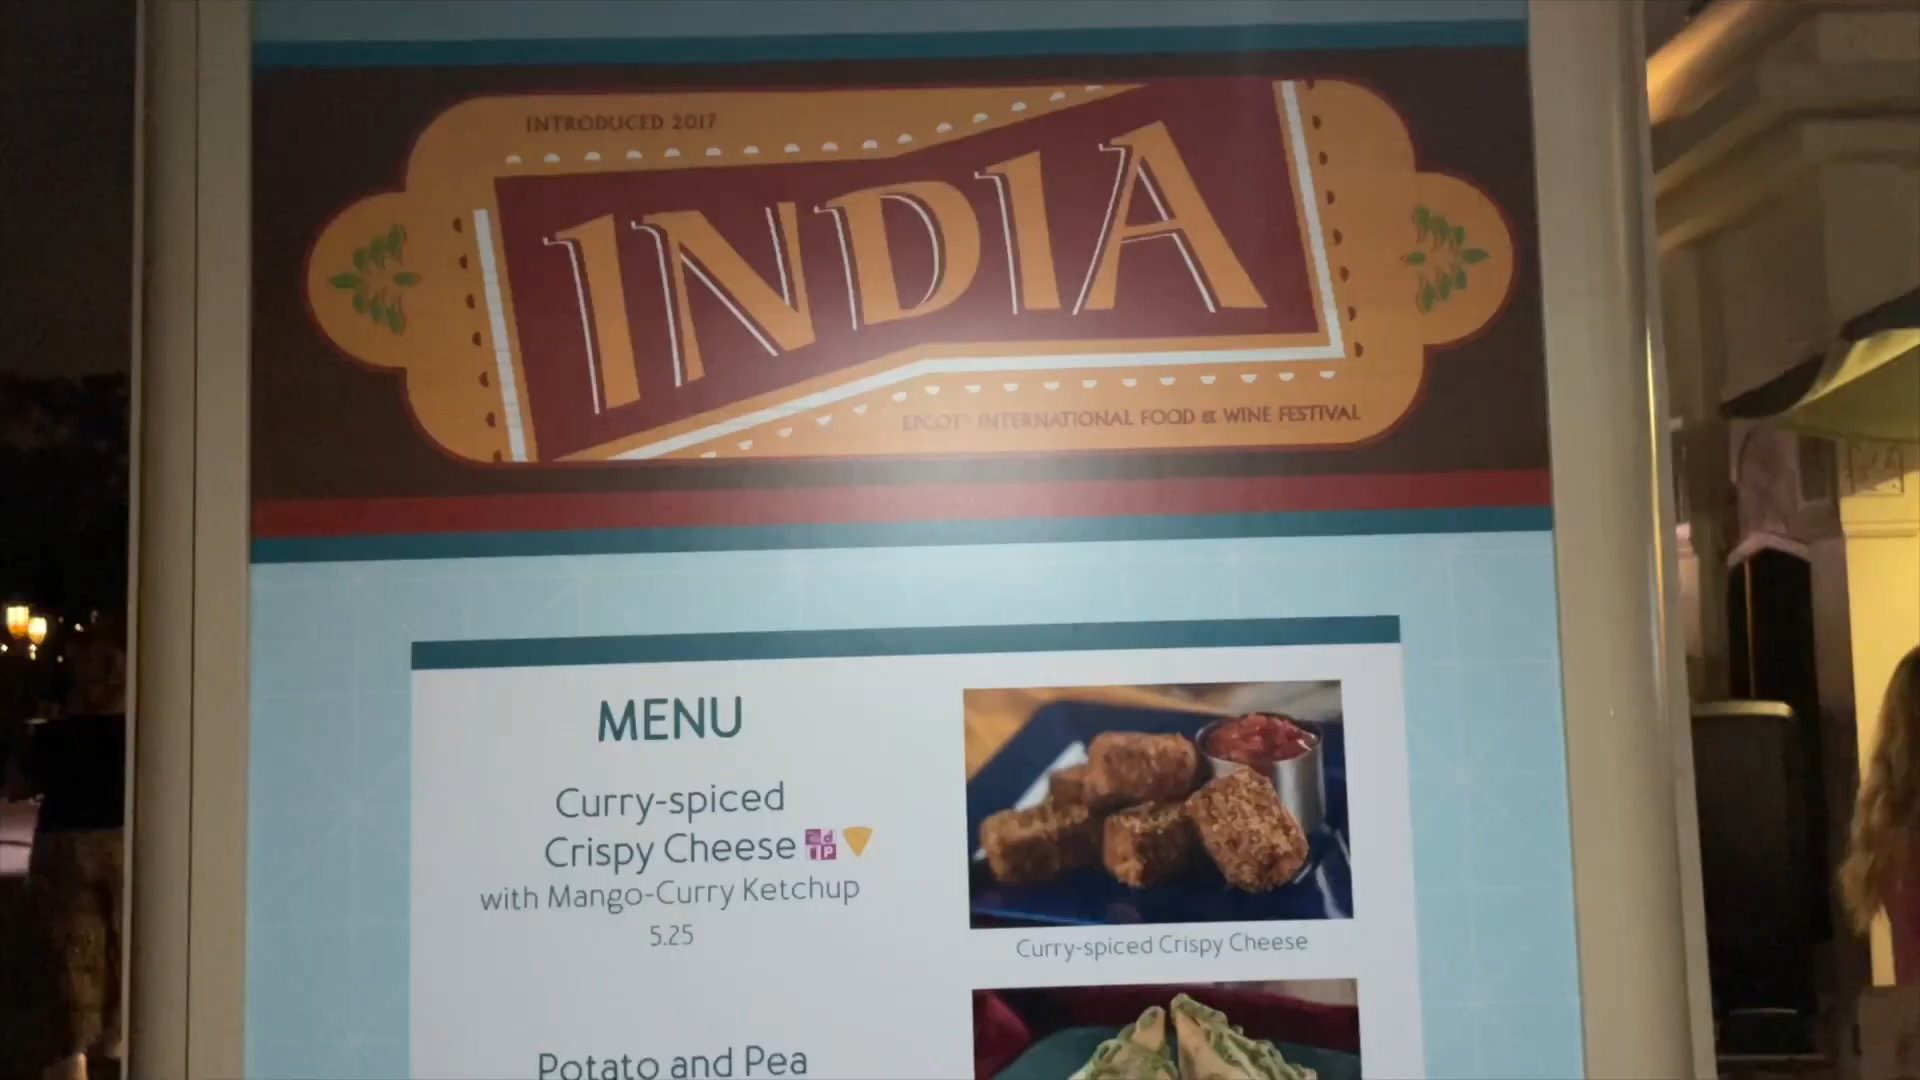 INTRODUCED 2017
INDIA
EPCOT INTERNATIONAL FOOD & WINE FESTIVAL
MENU
Curry-spiced
Crispy Cheese
with Mango-Curry Ketchup
5.25
Curry-spiced Crispy Cheese
Potato and Pea